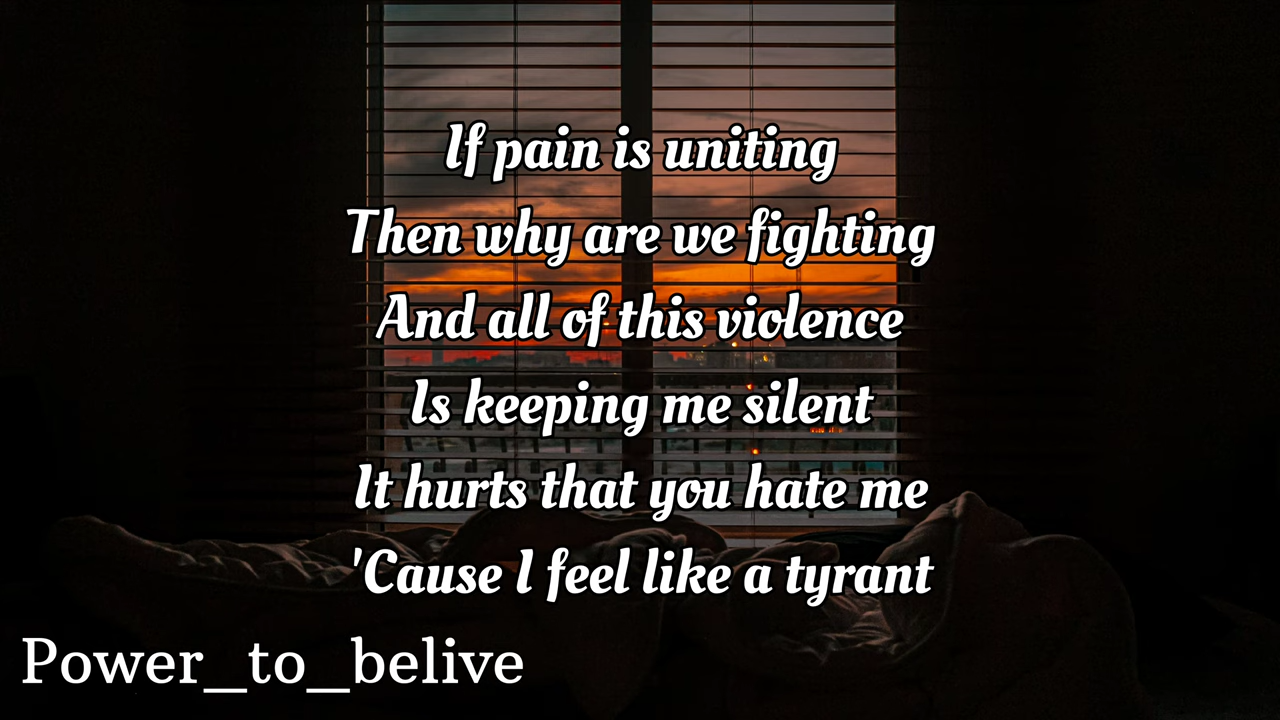 If pain is uniting
Then why are we fighting
And all of this violence
Is keeping me silent
It hurts that you hate me
'Cause I feel like a tyrant
Power_to_belive